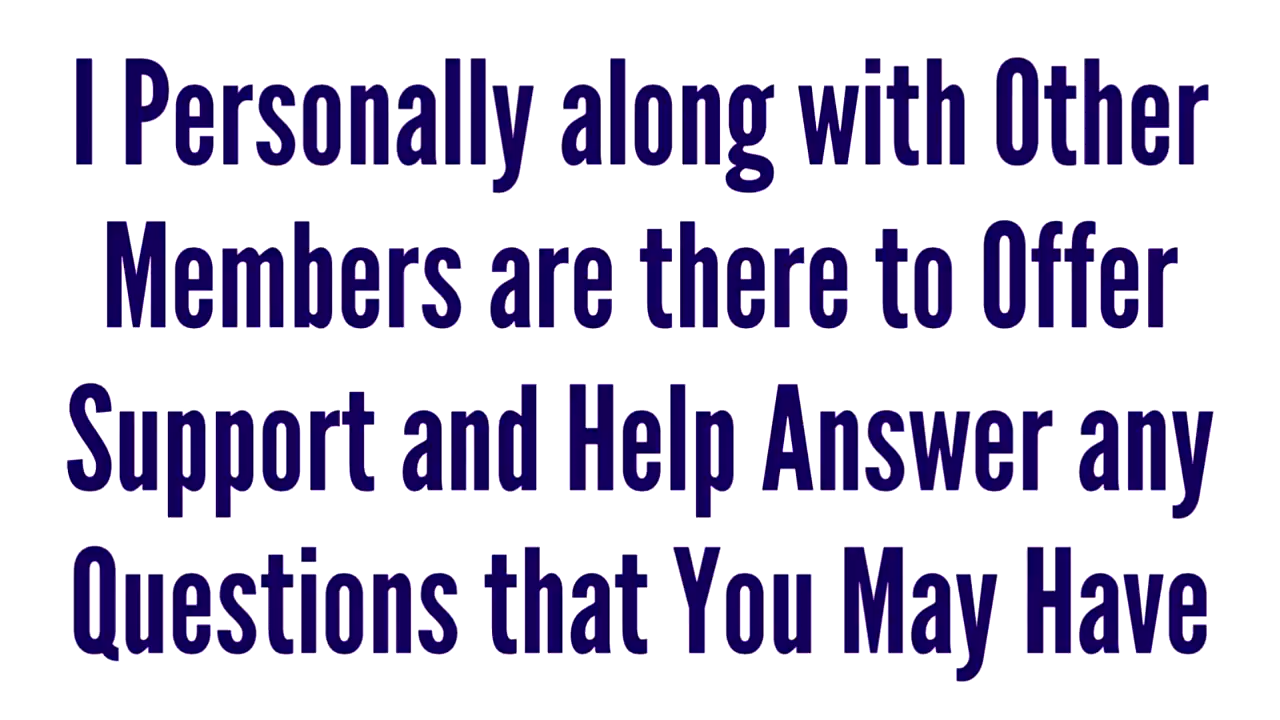 I Personally along with Other
Members are there to Offer
Support and Help Answer any
Questions that You May Have